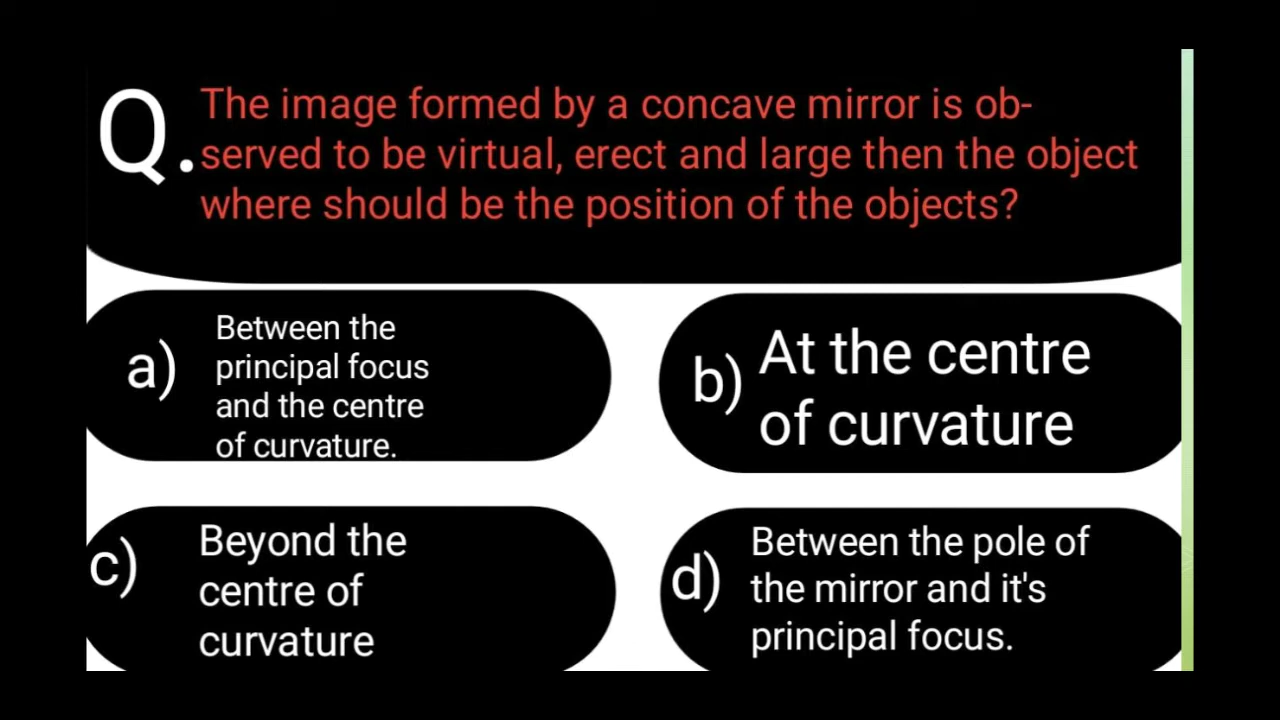 Q. The image formed by a concave mirror is ob-
served to be virtual, erect and large then the object
where should be the position of the objects?
a) Between the
principal focus
and the centre
of curvature.
b) At the centre
of curvature
c) Beyond the
centre of
curvature
d) Between the pole of
the mirror and it's
principal focus.